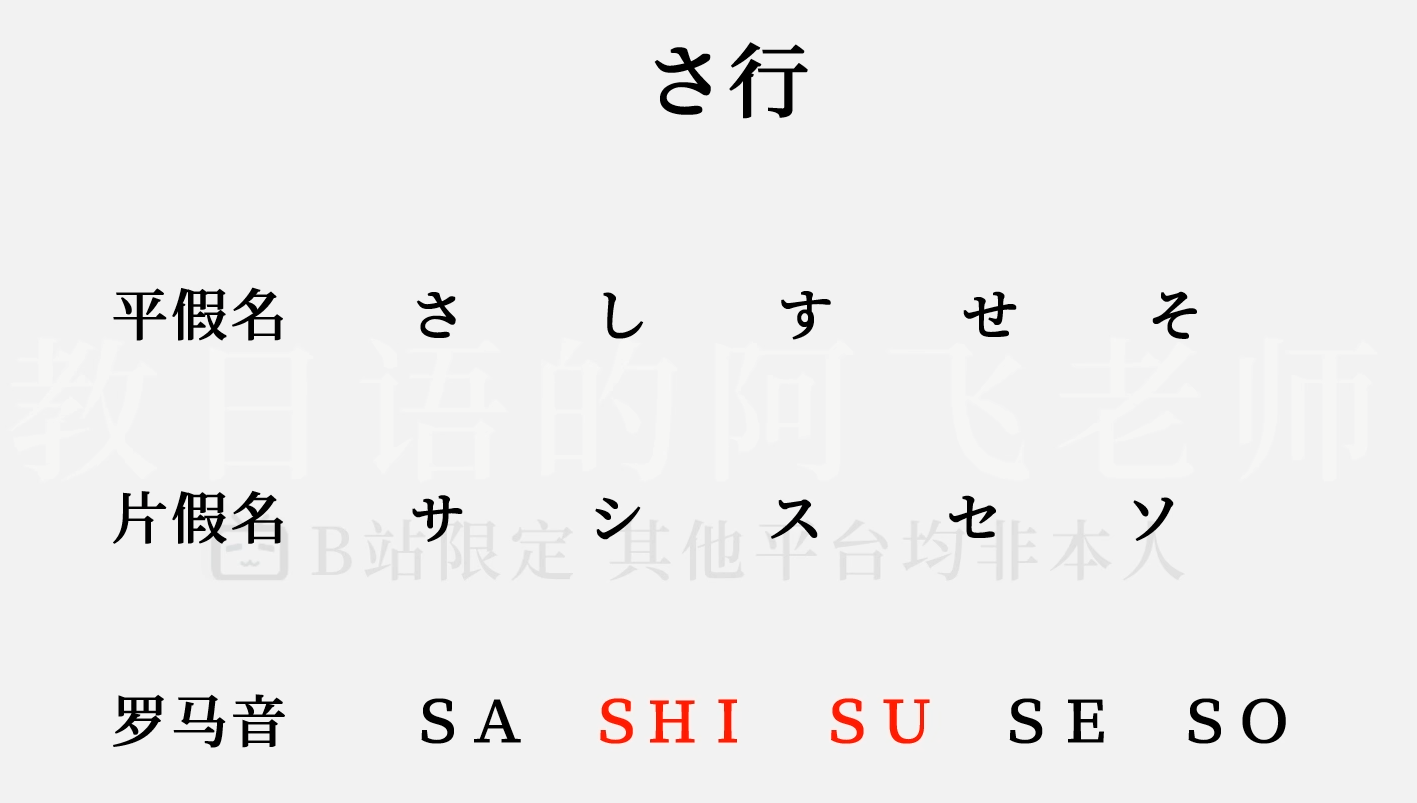 さ行
平假名 さ し す せ そ
教日语的阿飞老师
片假名 サ シ ス セ ソ
B站限定 其他平台均非本人
罗马音 SA SHI SU SE SO